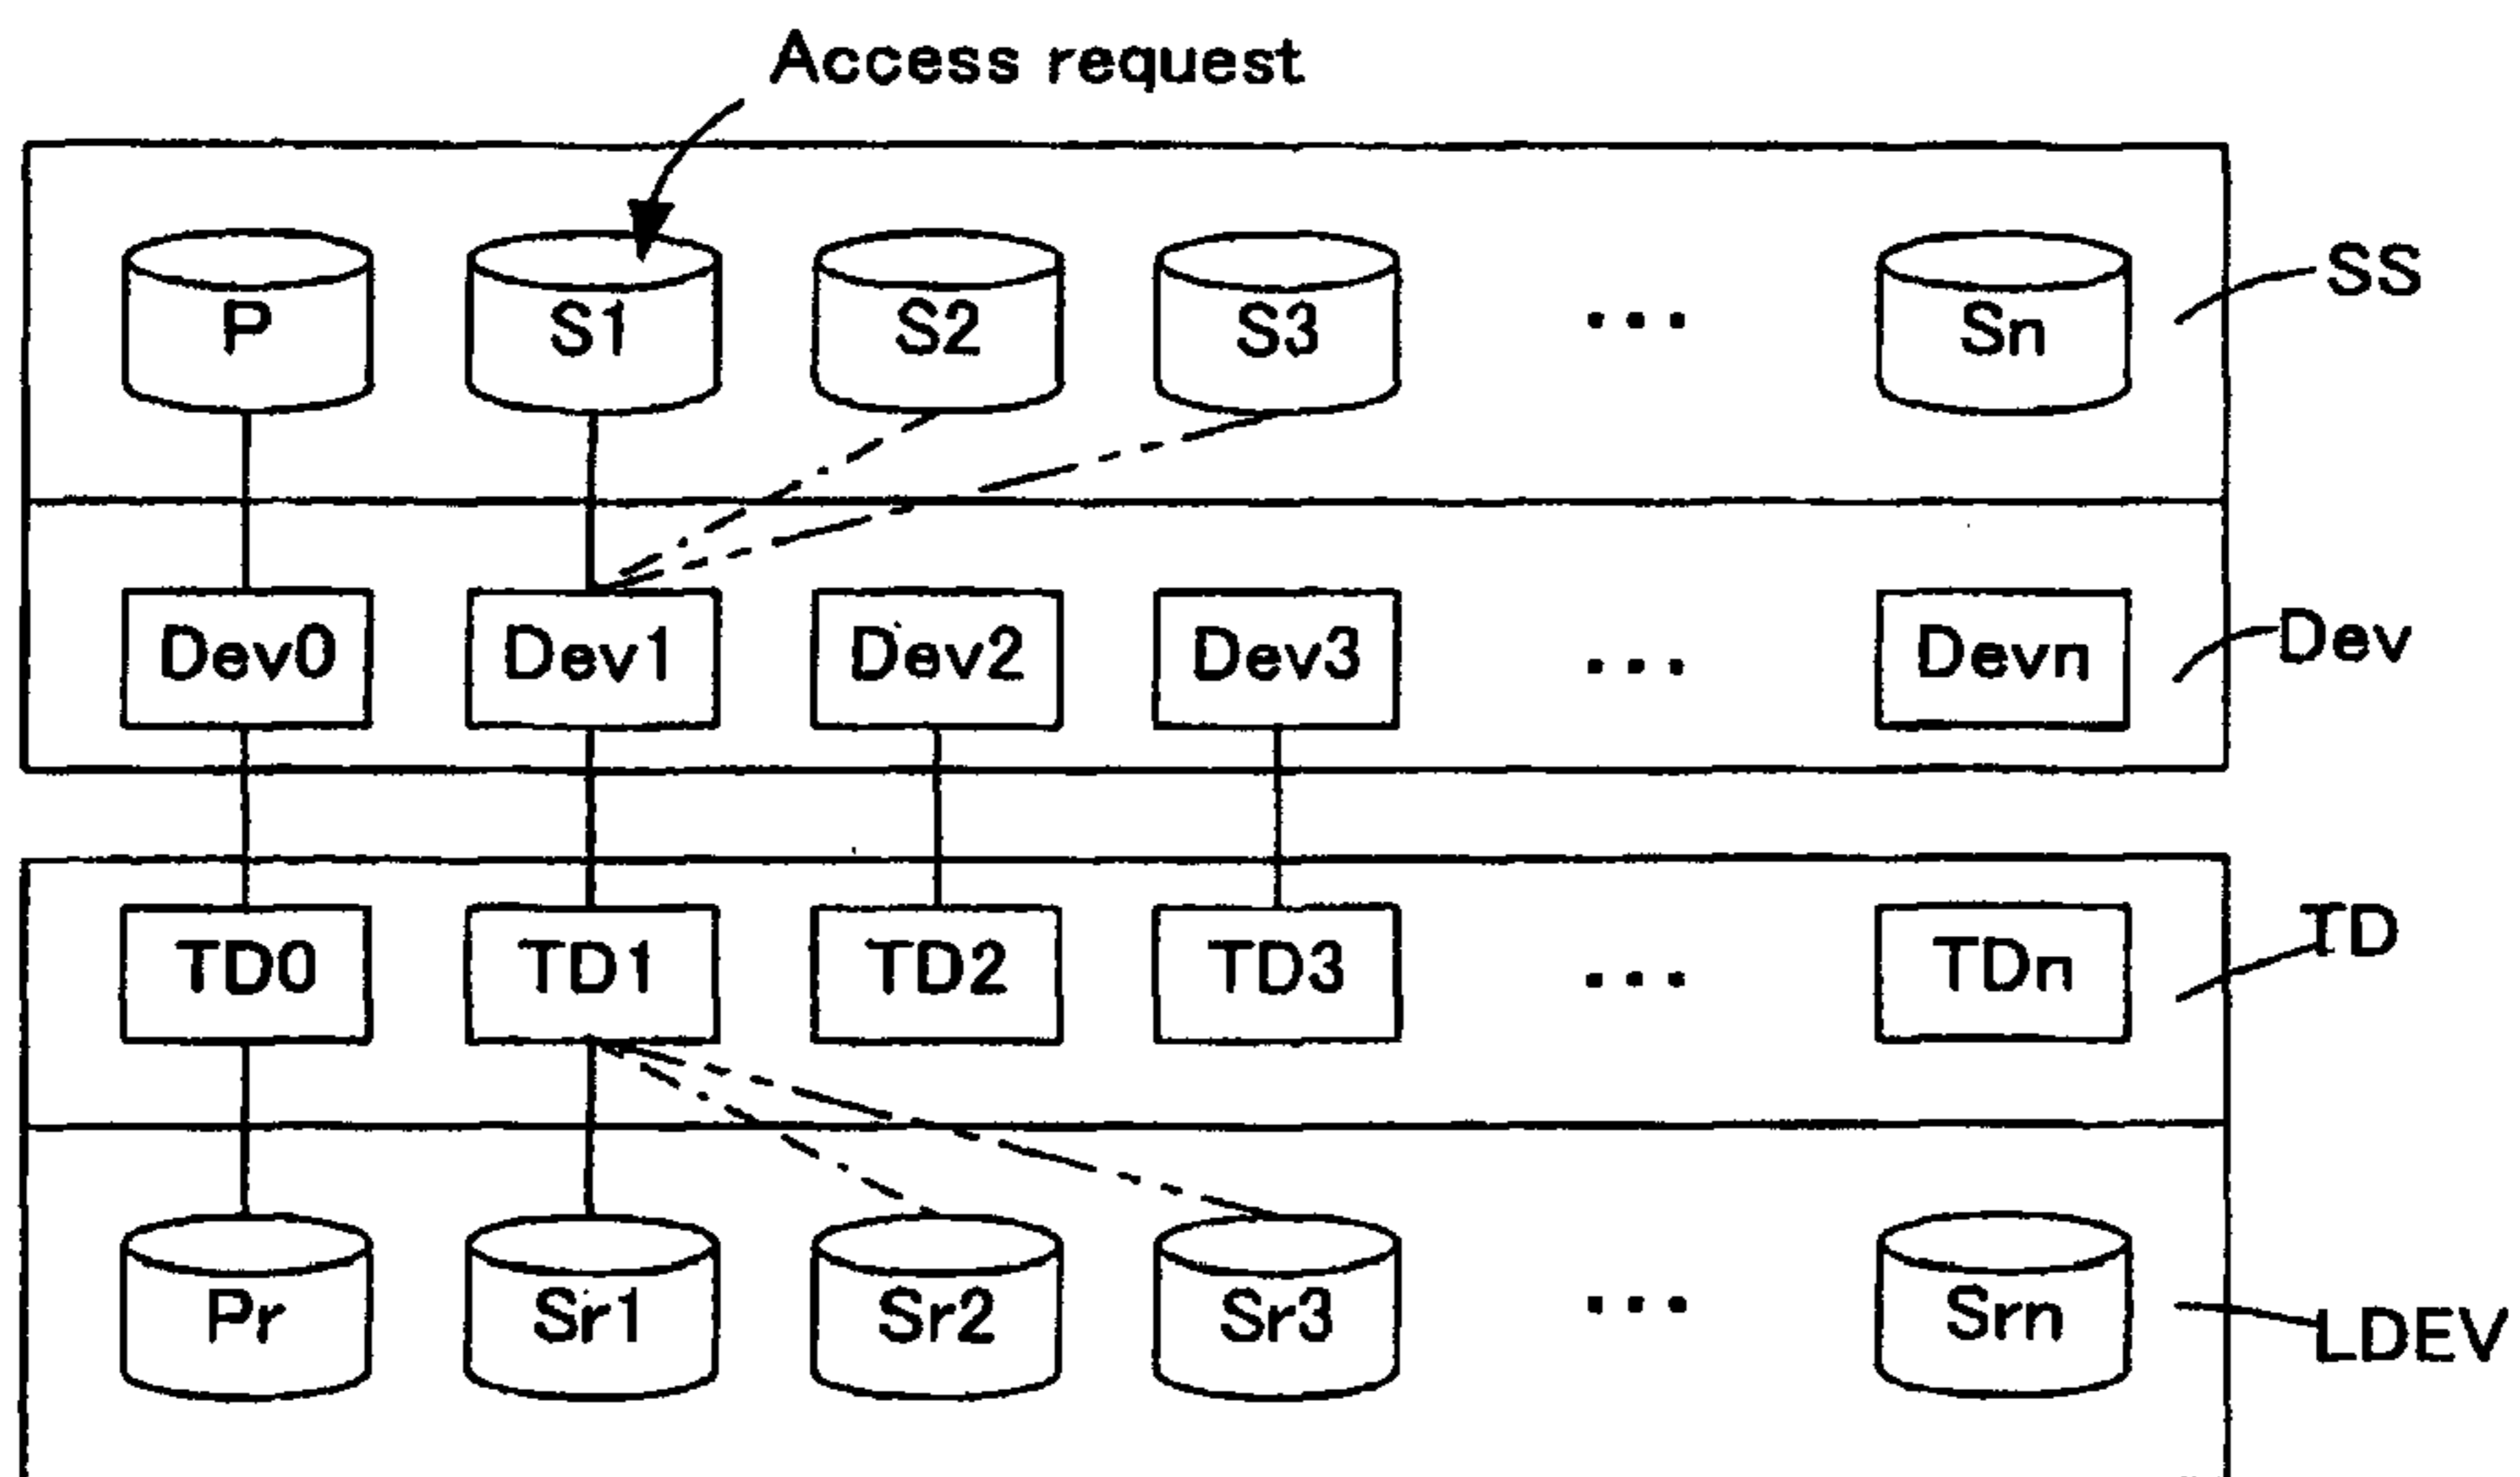 Access request
P S1 S2 S3 ... Sn SS
Dev0 Dev1 Dev2 Dev3 ... Devn Dev
TD0 TD1 TD2 TD3 ... TDn TD
Pr Sr1 Sr2 Sr3 ... Srn LDEV